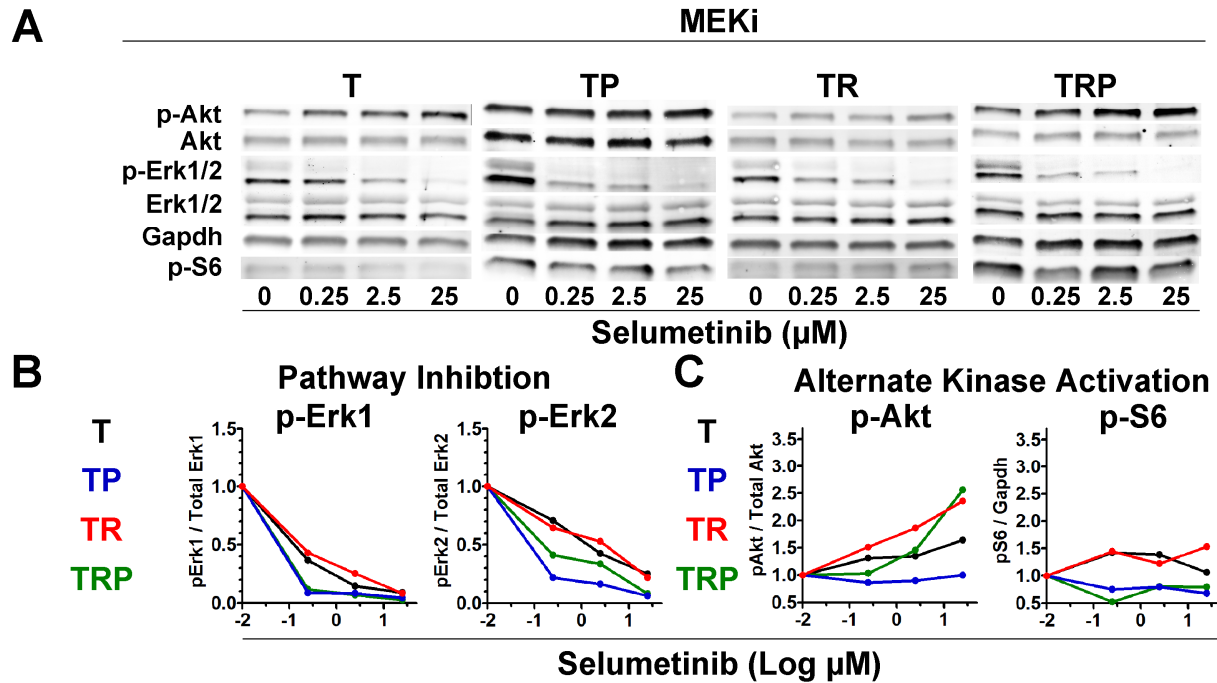 A
MEKi
T TP TR TRP
p-Akt
Akt
p-Erk1/2
Erk1/2
Gapdh
p-S6
0 0.25 2.5 25 0 0.25 2.5 25 0 0.25 2.5 25 0 0.25 2.5 25
Selumetinib (µM)
B
Pathway Inhibtion
p-Erk1 p-Erk2
T
TP
TR
TRP
pErk1 / Total Erk1
1.5
1.0
0.5
0.0
-2 -1 0 1
pErk2 / Total Erk2
1.5
1.0
0.5
0.0
-2 -1 0 1
C
Alternate Kinase Activation
p-Akt p-S6
T
TP
TR
TRP
pAkt / Total Akt
3.5
3.0
2.5
2.0
1.5
1.0
0.5
-2 -1 0 1
pS6 / Gapdh
3.5
3.0
2.5
2.0
1.5
1.0
0.5
-2 -1 0 1
Selumetinib (Log µM)